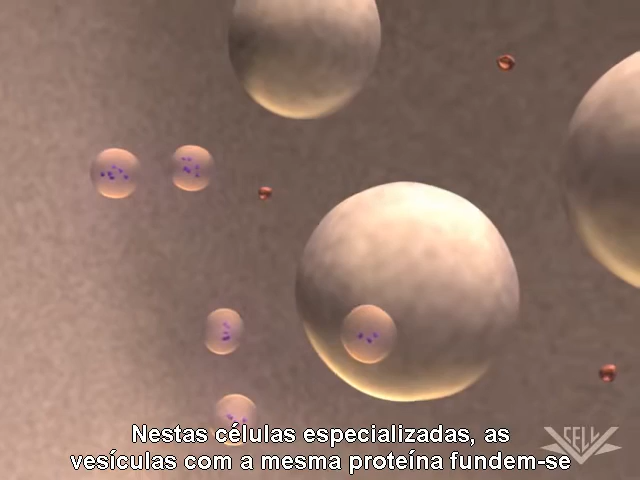 CELL
Nestas células especializadas, as
vesículas com a mesma proteína fundem-se